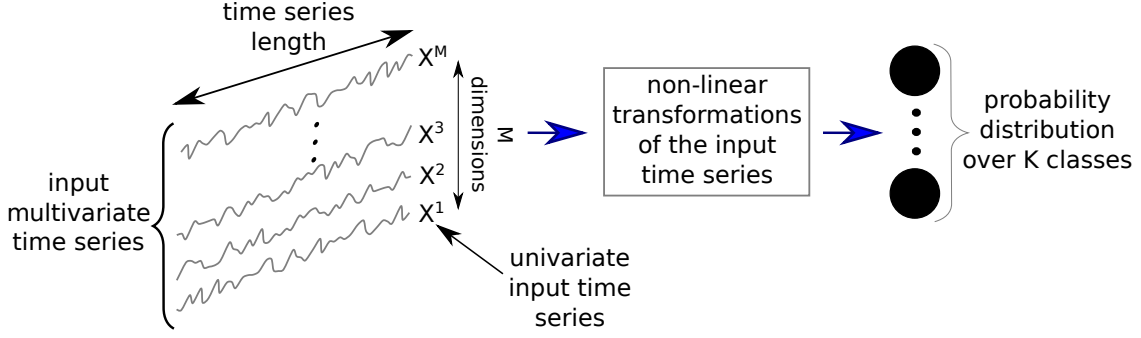 time series
length
X^M
X^3
X^2
X^1
M
dimensions
input
multivariate
time series
univariate
input time
series
non-linear
transformations
of the input
time series
probability
distribution
over K classes